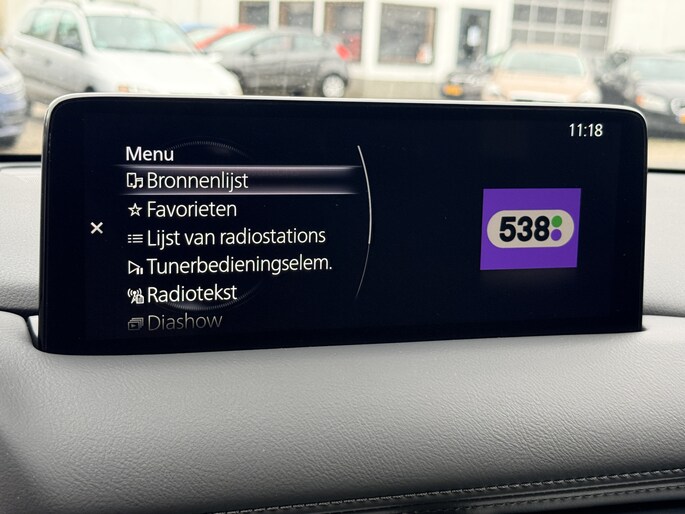 11:18
Menu
Bronnenlijst
Favorieten
Lijst van radiostations
Tunerbedieningselem.
Radiotekst
Diashow
538